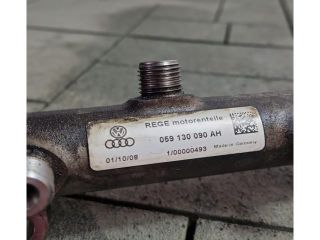 REGE motorenteile
059 130 090 AH
01/10/08
1/00000493
Made in Germany